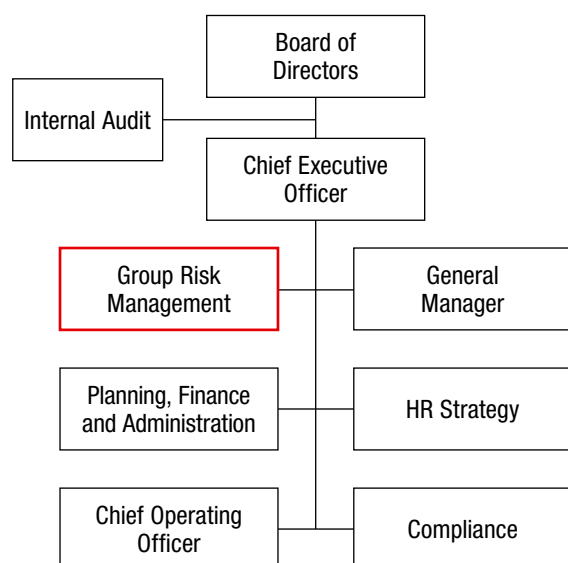 Board of
Directors
Internal Audit
Chief Executive
Officer
Group Risk
Management
General
Manager
Planning, Finance
and Administration
HR Strategy
Chief Operating
Officer
Compliance